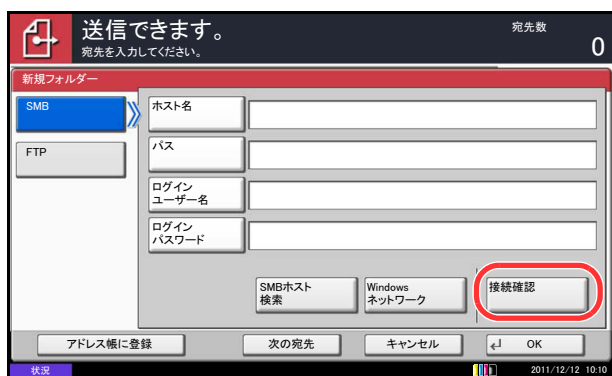 送信できます。
宛先を入力してください。
宛先数
0
新規フォルダー
SMB
FTP
ホスト名
パス
ログイン
ユーザー名
ログイン
パスワード
SMBホスト
検索
Windows
ネットワーク
接続確認
アドレス帳に登録
次の宛先
キャンセル
OK
状況
2011/12/12 10:10